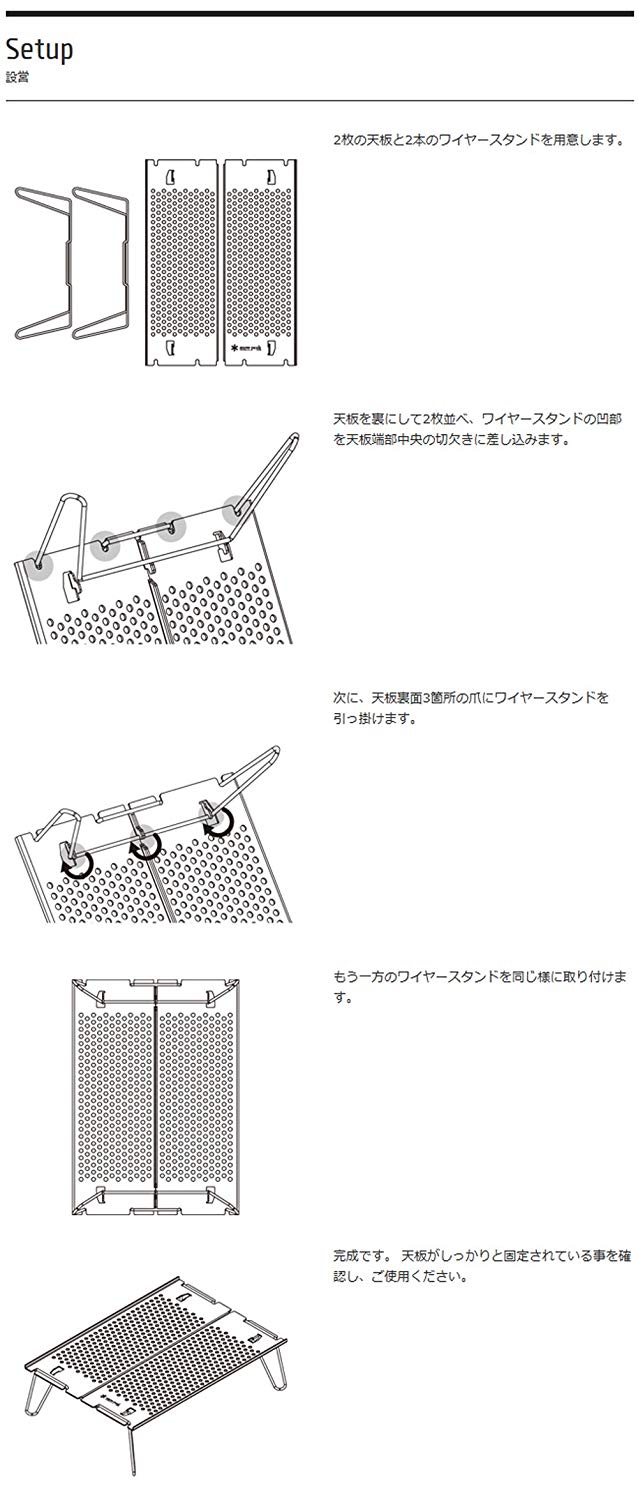 Setup
設営
2枚の天板と2本のワイヤースタンドを用意します。
天板を裏にして2枚並べ、ワイヤースタンドの凹部
を天板端部中央の切欠きに差し込みます。
次に、天板裏面3箇所の爪にワイヤースタンドを
引っ掛けます。
もう一方のワイヤースタンドを同じ様に取り付けま
す。
完成です。 天板がしっかりと固定されている事を確
認し、ご使用ください。